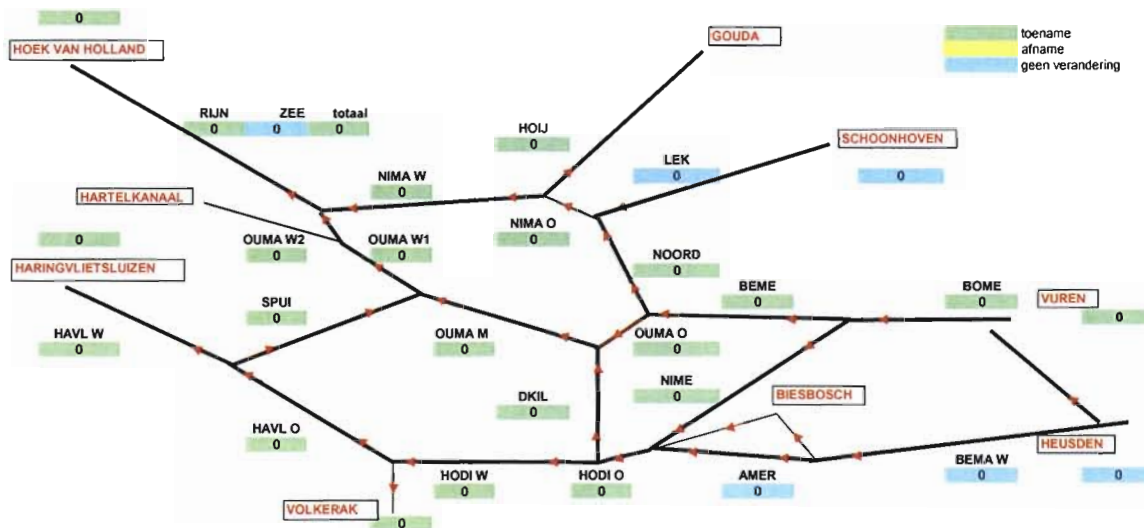 0
HOEK VAN HOLLAND
GOUDA
toename
afname
geen verandering
RIJN ZEE totaal
0 0 0
HOIJ
0
SCHOONHOVEN
LEK
0 0
NIMA W
0
HARTELKANAAL
NIMA O
0
0
OUMA W2 OUMA W1
0 0
HARINGVLIETSLUIZEN
NOORD
0
BEME
0
BOME
0
VUREN
0
SPUI
0
HAVL W
0
OUMA M
0
OUMA O
0
NIME
0
DKIL
0
BIESBOSCH
HAVL O
0
HEUSDEN
HODI W
0
HODI O
0
AMER
0
BEMA W
0 0
VOLKERAK
0